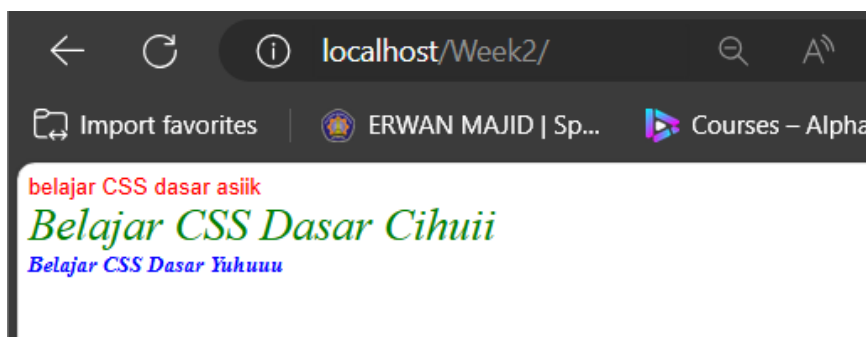 localhost/Week2/
Import favorites ERWAN MAJID | Sp... Courses – Alpha
belajar CSS dasar asiik
Belajar CSS Dasar Cihuii
Belajar CSS Dasar Yuhuuu